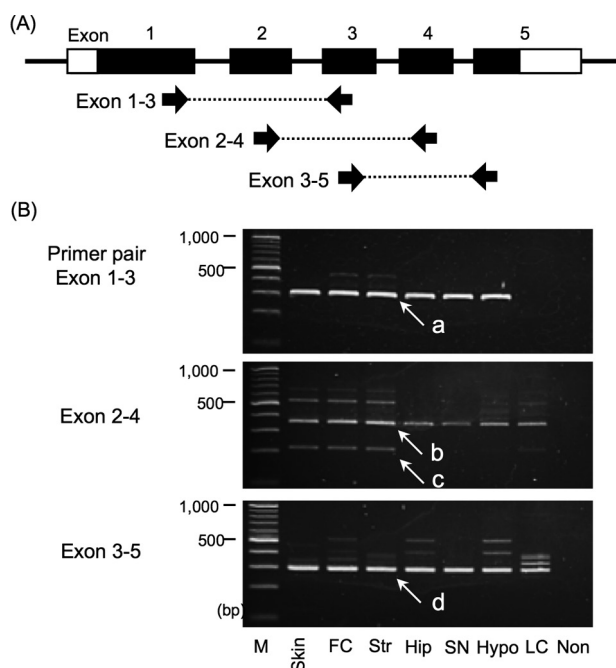 (A)
Exon 1 2 3 4 5
Exon 1-3
Exon 2-4
Exon 3-5
(B)
Primer pair
Exon 1-3
1,000
500
a
Exon 2-4
1,000
500
b
c
Exon 3-5
1,000
500
d
(bp)
M Skin FC Str Hip SN Hypo LC Non